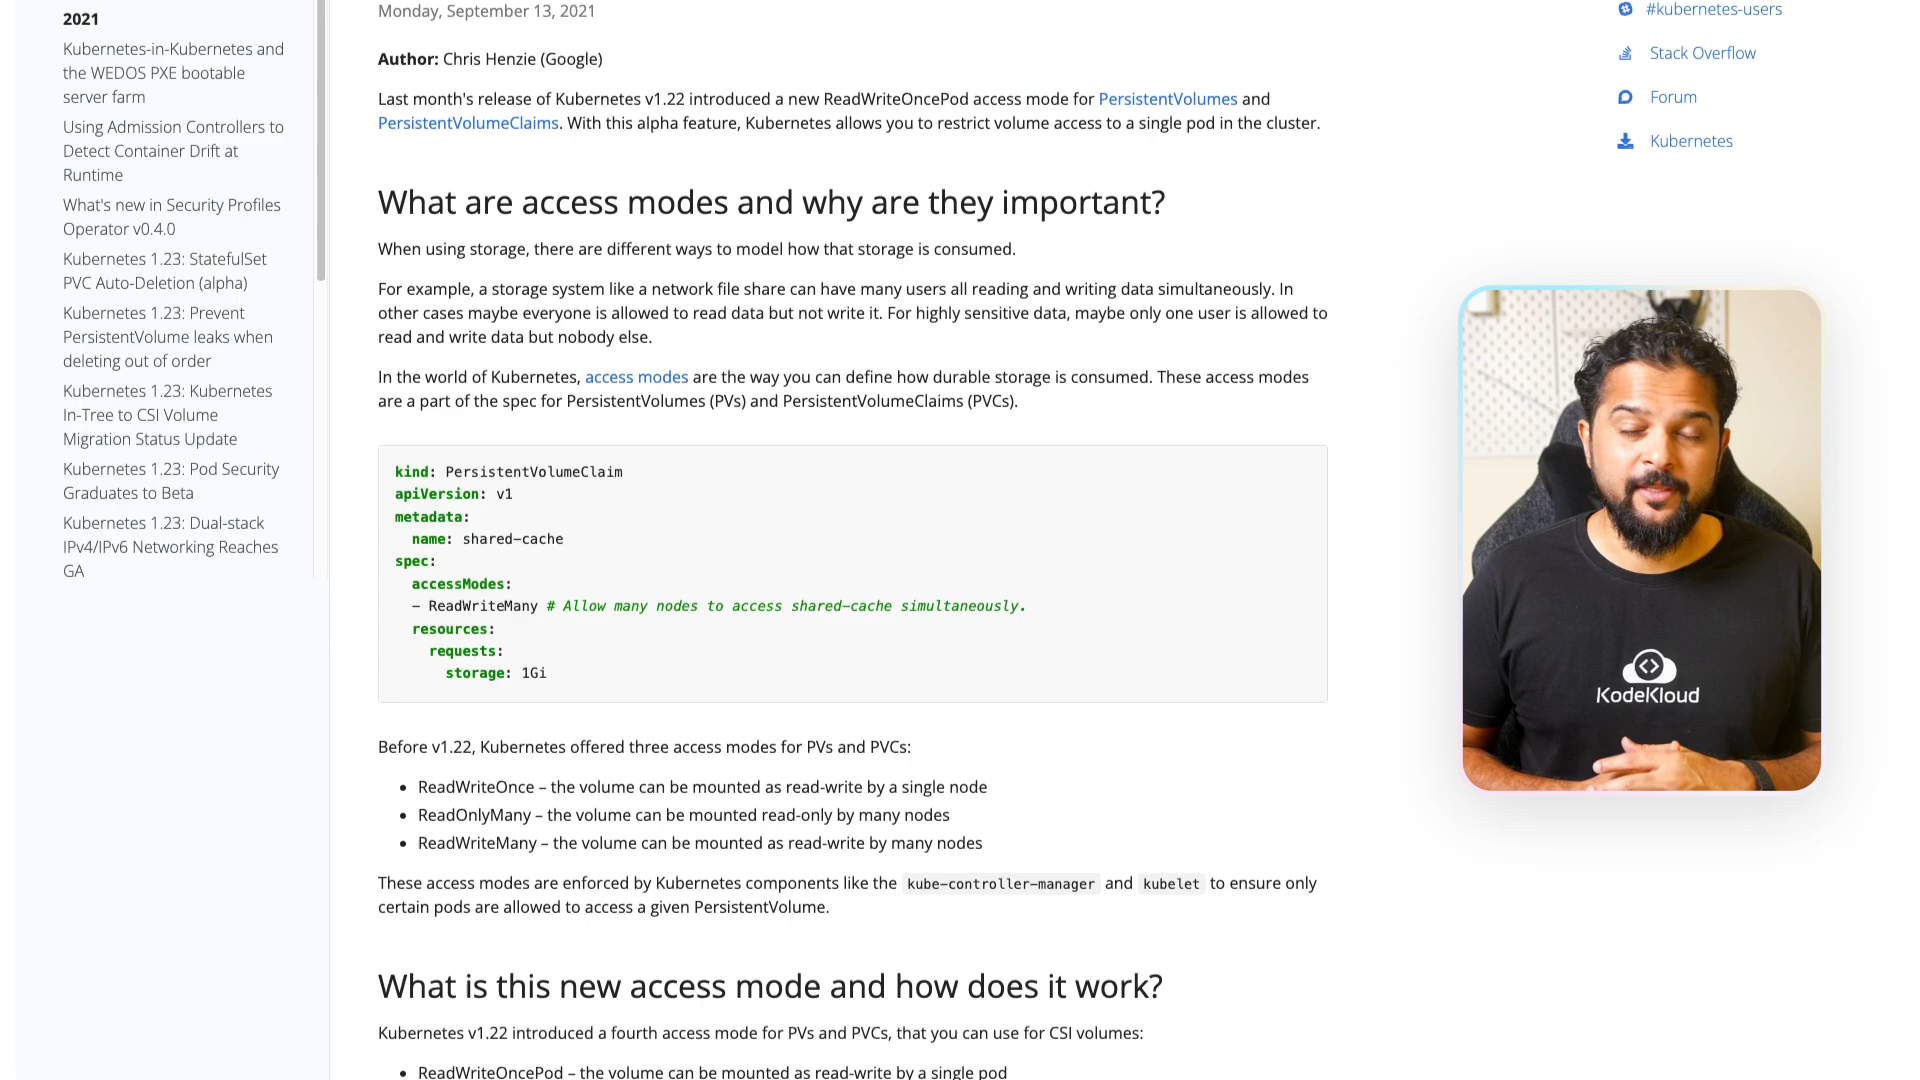 2021
Kubernetes-in-Kubernetes and
the WEDOS PXE bootable
server farm
Using Admission Controllers to
Detect Container Drift at
Runtime
What's new in Security Profiles
Operator v0.4.0
Kubernetes 1.23: StatefulSet
PVC Auto-Deletion (alpha)
Kubernetes 1.23: Prevent
PersistentVolume leaks when
deleting out of order
Kubernetes 1.23: Kubernetes
In-Tree to CSI Volume
Migration Status Update
Kubernetes 1.23: Pod Security
Graduates to Beta
Kubernetes 1.23: Dual-stack
IPv4/IPv6 Networking Reaches
GA
Monday, September 13, 2021
Author: Chris Henzie (Google)
Last month's release of Kubernetes v1.22 introduced a new ReadWriteOncePod access mode for PersistentVolumes and
PersistentVolumeClaims. With this alpha feature, Kubernetes allows you to restrict volume access to a single pod in the cluster.
What are access modes and why are they important?
When using storage, there are different ways to model how that storage is consumed.
For example, a storage system like a network file share can have many users all reading and writing data simultaneously. In
other cases maybe everyone is allowed to read data but not write it. For highly sensitive data, maybe only one user is allowed to
read and write data but nobody else.
In the world of Kubernetes, access modes are the way you can define how durable storage is consumed. These access modes
are a part of the spec for PersistentVolumes (PVs) and PersistentVolumeClaims (PVCs).
kind: PersistentVolumeClaim
apiVersion: v1
metadata:
  name: shared-cache
spec:
  accessModes:
  - ReadWriteMany # Allow many nodes to access shared-cache simultaneously.
  resources:
    requests:
      storage: 1Gi
Before v1.22, Kubernetes offered three access modes for PVs and PVCs:
• ReadWriteOnce – the volume can be mounted as read-write by a single node
• ReadOnlyMany – the volume can be mounted read-only by many nodes
• ReadWriteMany – the volume can be mounted as read-write by many nodes
These access modes are enforced by Kubernetes components like the kube-controller-manager and kubelet to ensure only
certain pods are allowed to access a given PersistentVolume.
What is this new access mode and how does it work?
Kubernetes v1.22 introduced a fourth access mode for PVs and PVCs, that you can use for CSI volumes:
• ReadWriteOncePod – the volume can be mounted as read-write by a single pod
#kubernetes-users
Stack Overflow
Forum
Kubernetes
KodeKloud